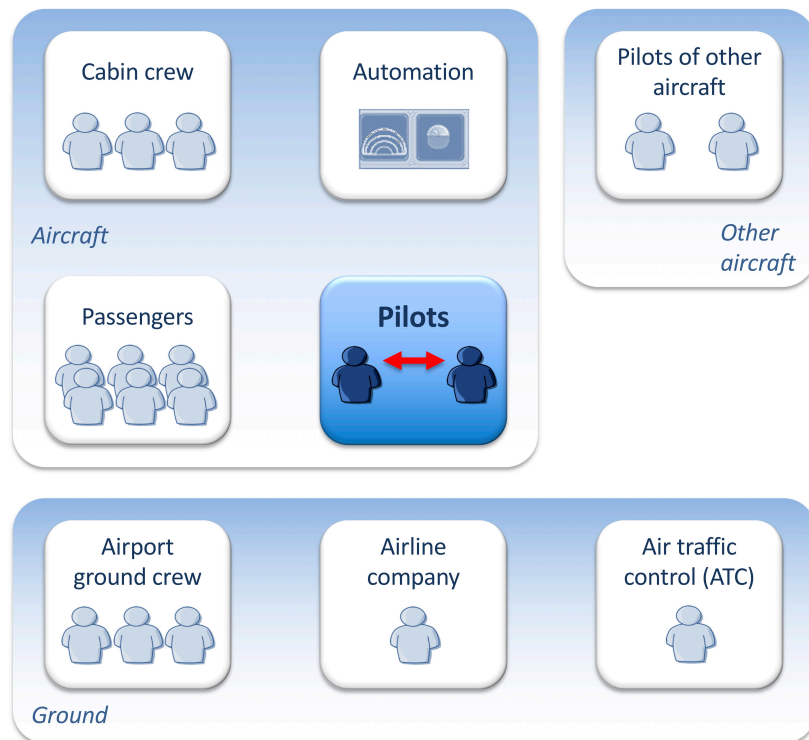 Cabin crew
Automation
Aircraft
Passengers
Pilots
Pilots of other
aircraft
Other
aircraft
Airport
ground crew
Airline
company
Air traffic
control (ATC)
Ground